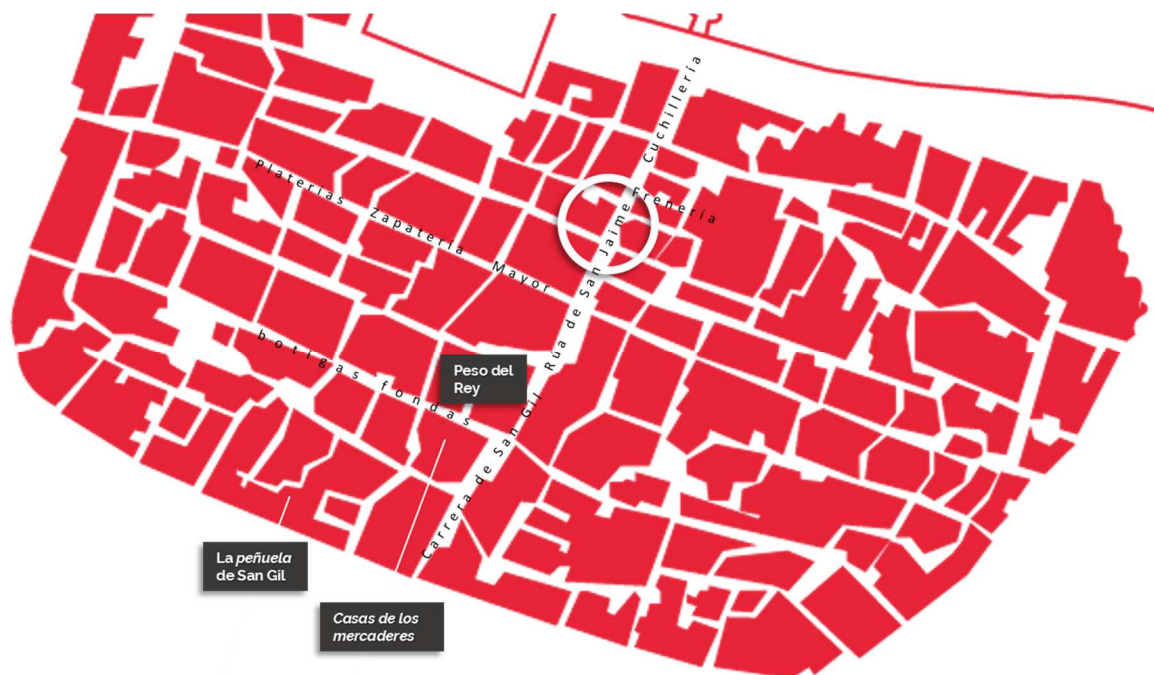 Cuchillería
Frenería
Platerías
Zapatería
Mayor
Rúa de San Jaime
botigas fondas
Peso del
Rey
Carrera de San Gil
La peñuela
de San Gil
Casas de los
mercaderes